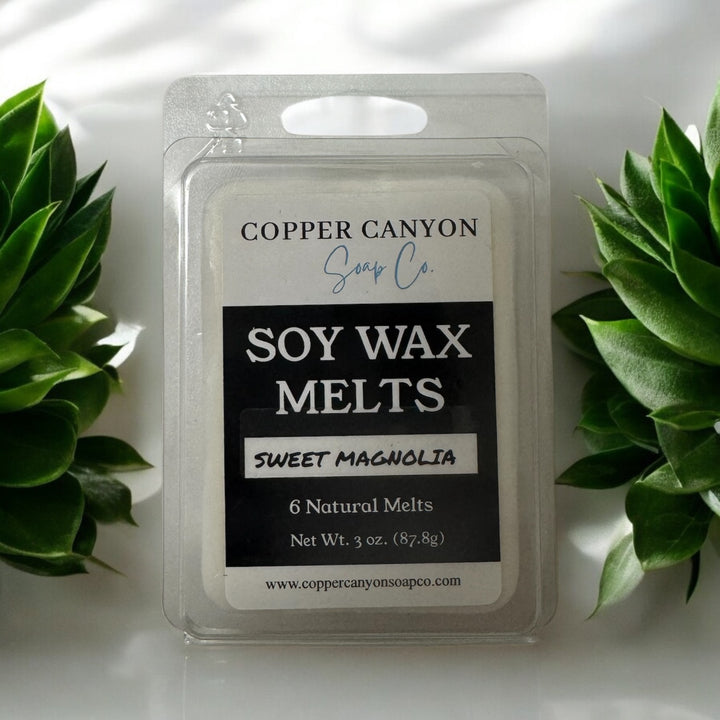 COPPER CANYON
Soap Co.
SOY WAX
MELTS
SWEET MAGNOLIA
6 Natural Melts
Net Wt. 3 oz. (87.8g)
www.coppercanyonsoapco.com